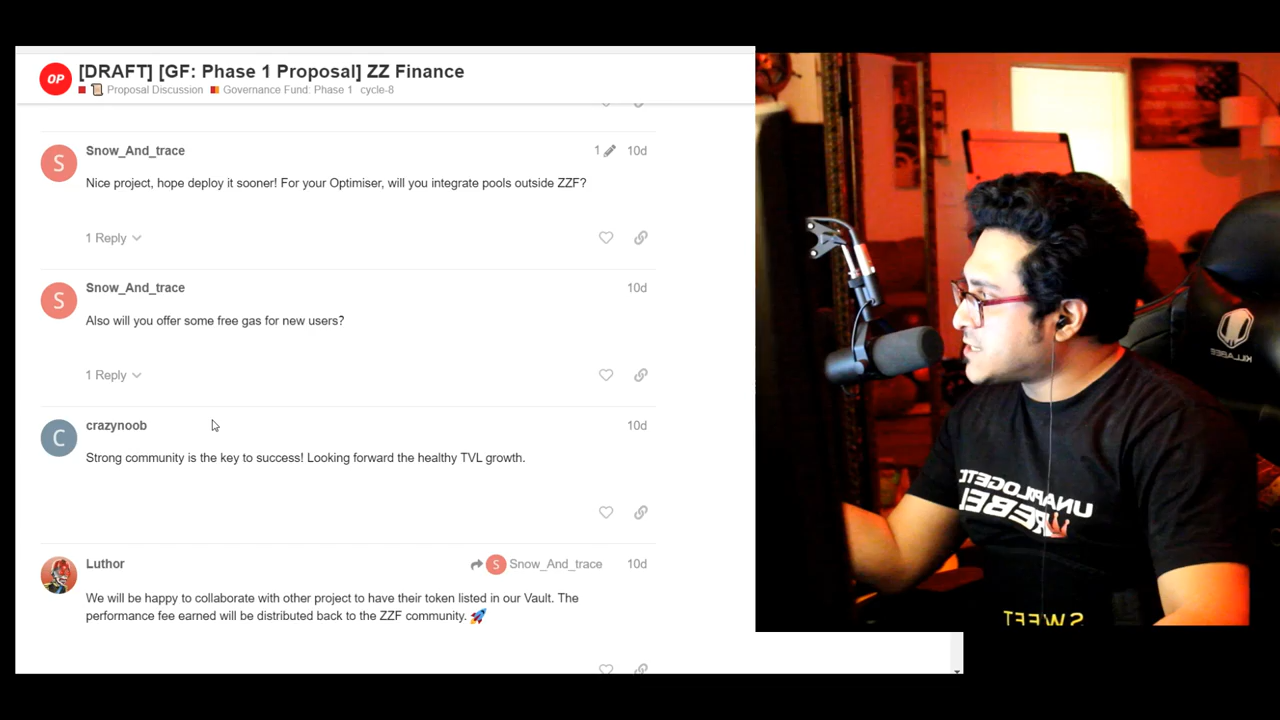 OP
[DRAFT] [GF: Phase 1 Proposal] ZZ Finance
Proposal Discussion Governance Fund: Phase 1 cycle-8
S
Snow_And_trace 1 10d
Nice project, hope deploy it sooner! For your Optimiser, will you integrate pools outside ZZF?
1 Reply
S
Snow_And_trace 10d
Also will you offer some free gas for new users?
1 Reply
C
crazynoob 10d
Strong community is the key to success! Looking forward the healthy TVL growth.
Luthor S Snow_And_trace 10d
We will be happy to collaborate with other project to have their token listed in our Vault. The
performance fee earned will be distributed back to the ZZF community.
KILLABEE
REBEL
SWEET